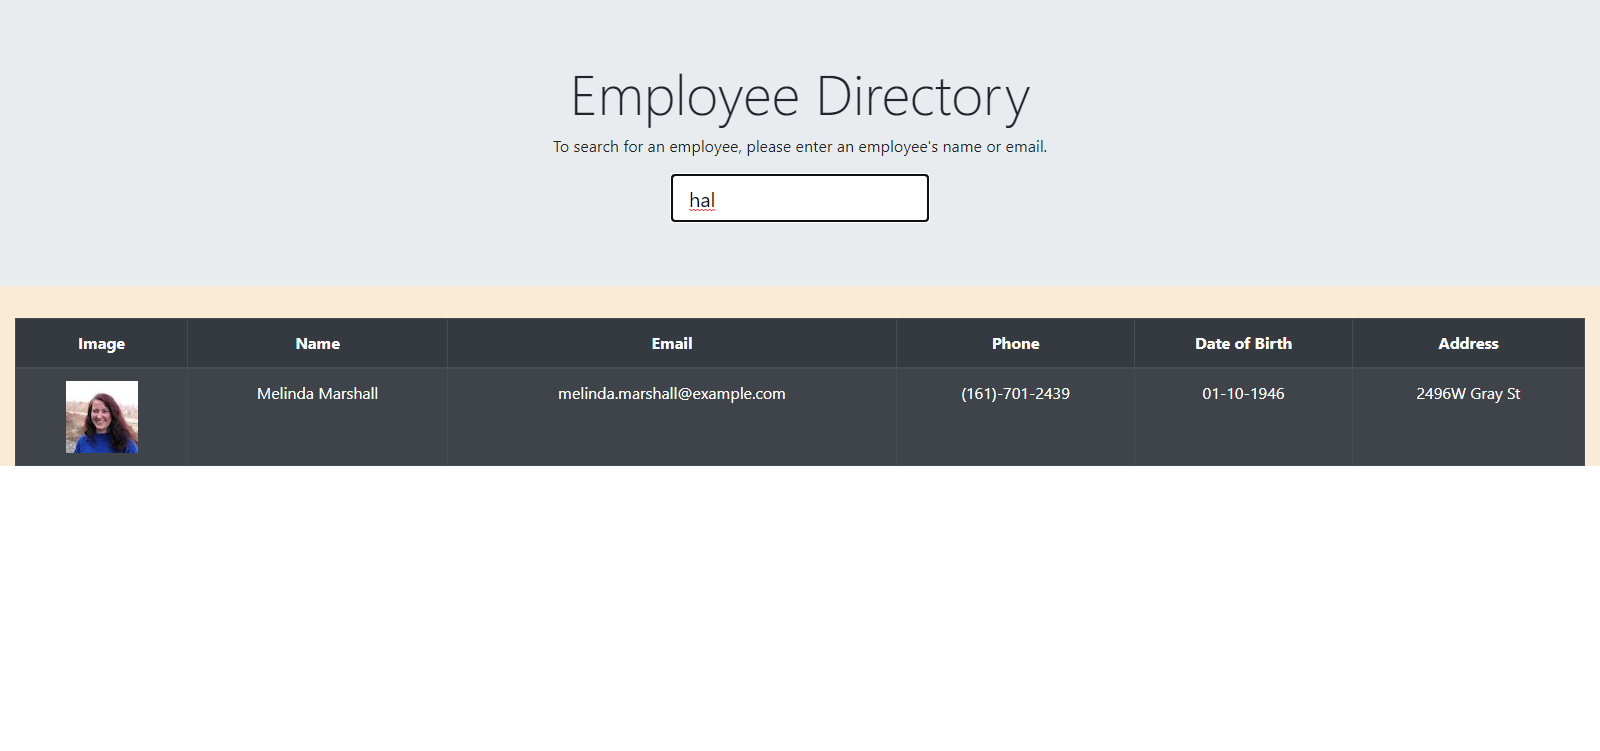 Employee Directory
To search for an employee, please enter an employee's name or email.
hal
Image Name Email Phone Date of Birth Address
Melinda Marshall melinda.marshall@example.com (161)-701-2439 01-10-1946 2496W Gray St